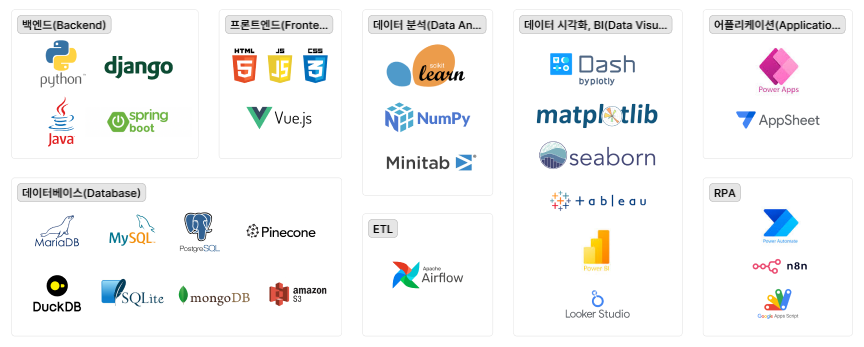 백엔드(Backend)
python™
django
Java
spring
boot
프론트엔드(Fronte...
HTML
5
JS
5
CSS
3
Vue.js
데이터 분석(Data An...
scikit
learn
NumPy
Minitab
데이터 시각화, BI(Data Visu...
Dash
by plotly
matplotlib
seaborn
+ableau
Power BI
Looker Studio
어플리케이션(Applicatio...
Power Apps
AppSheet
데이터베이스(Database)
MariaDB
MySQL
PostgreSQL
Pinecone
DuckDB
SQLite
mongoDB
amazon
S3
ETL
Apache
Airflow
RPA
Power Automate
n8n
Google Apps Script